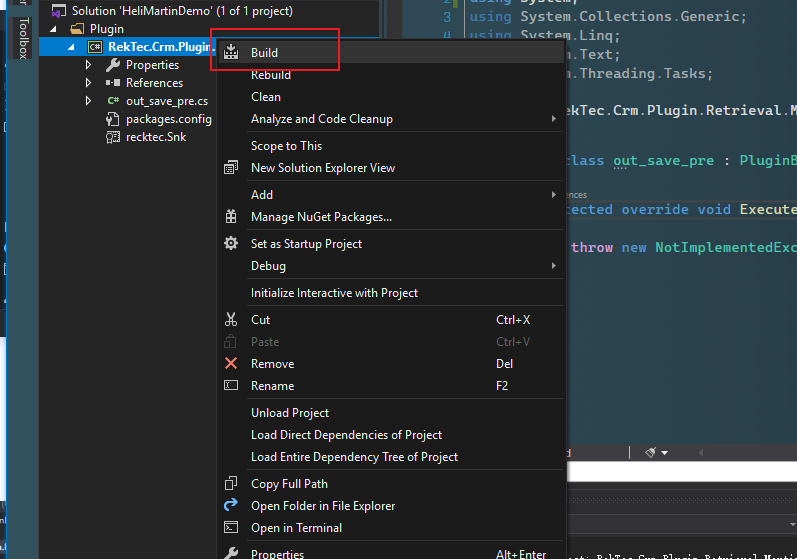 Solution 'HeliMartinDemo' (1 of 1 project)
Plugin
RekTec.Crm.Plugin.
Properties
References
C# out_save_pre.cs
packages.config
recktec.Snk
Toolbox
Build
Rebuild
Clean
Analyze and Code Cleanup
Scope to This
New Solution Explorer View
Add
Manage NuGet Packages...
Set as Startup Project
Debug
Initialize Interactive with Project
Cut Ctrl+X
Paste Ctrl+V
Remove Del
Rename F2
Unload Project
Load Direct Dependencies of Project
Load Entire Dependency Tree of Project
Copy Full Path
Open Folder in File Explorer
Open in Terminal
Properties Alt+Enter
2 using System;
3 using System.Collections.Generic;
4 using System.Linq;
m.Text;
m.Threading.Tasks;
ekTec.Crm.Plugin.Retrieval.M
class out_save_pre : PluginB
ences
tected override void Execute
throw new NotImplementedExc